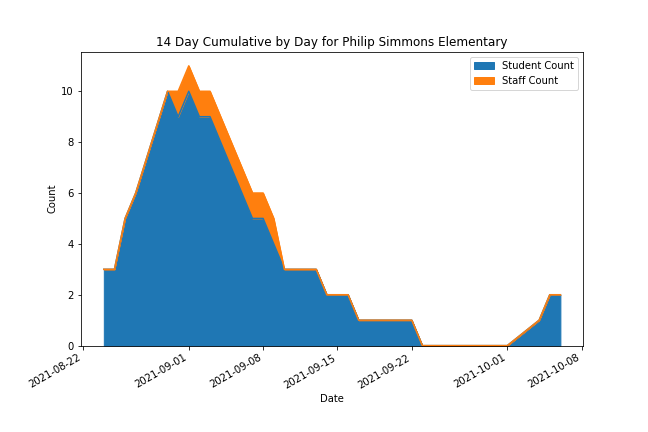 14 Day Cumulative by Day for Philip Simmons Elementary
Student Count
Staff Count
Count
10
8
6
4
2
0
2021-08-22
2021-09-01
2021-09-08
2021-09-15
2021-09-22
2021-10-01
2021-10-08
Date